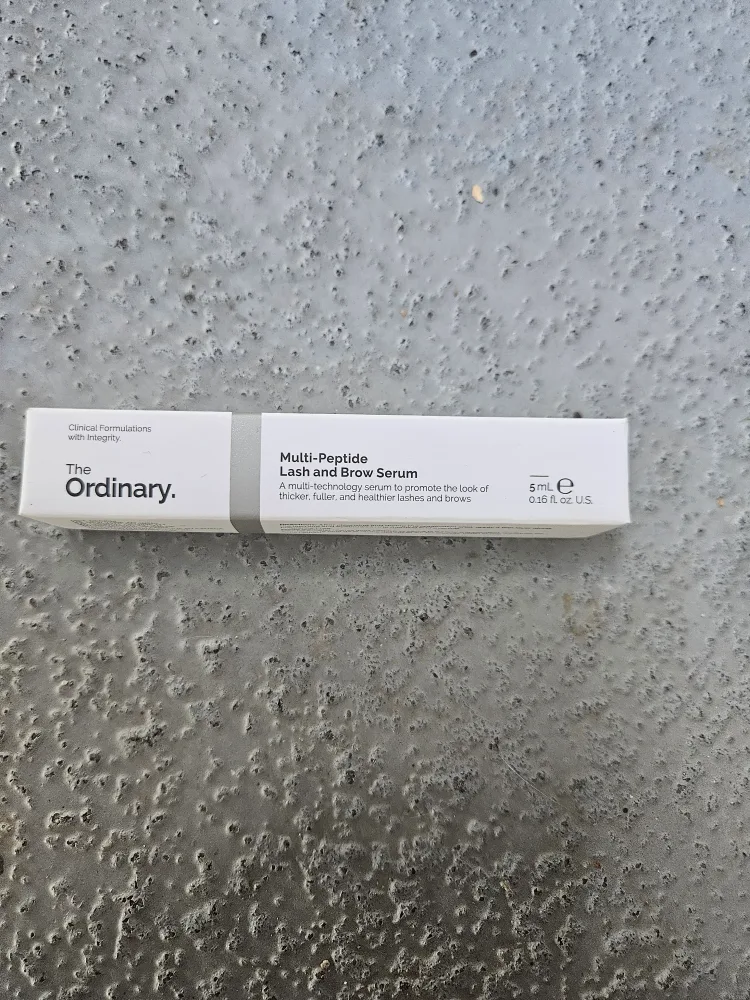 Clinical Formulations
with Integrity.
The
Ordinary.
Multi-Peptide
Lash and Brow Serum
A multi-technology serum to promote the look of
thicker, fuller, and healthier lashes and brows
5 mL e
0.16 fl. oz. U.S.